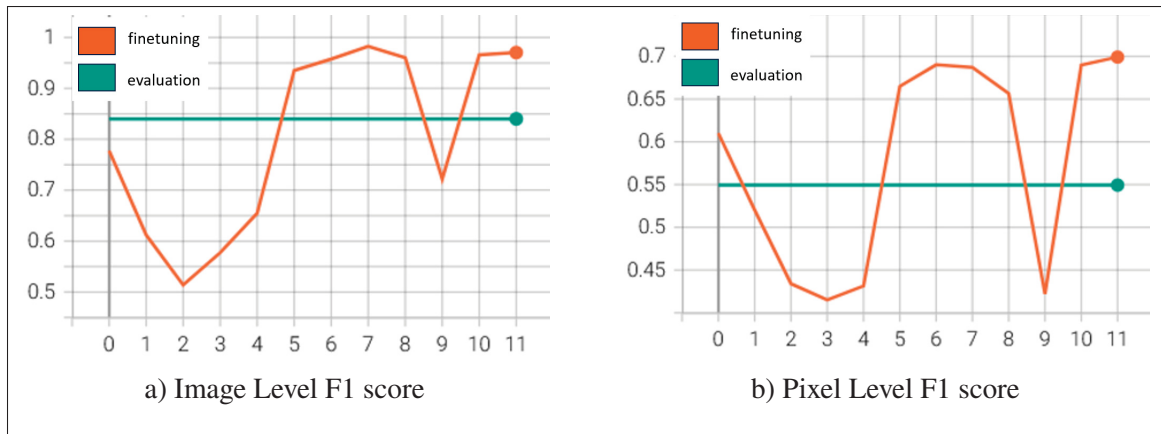 finetuning
evaluation
1
0.9
0.8
0.7
0.6
0.5
0 1 2 3 4 5 6 7 8 9 10 11
a) Image Level F1 score
finetuning
evaluation
0.7
0.65
0.6
0.55
0.5
0.45
0 1 2 3 4 5 6 7 8 9 10 11
b) Pixel Level F1 score